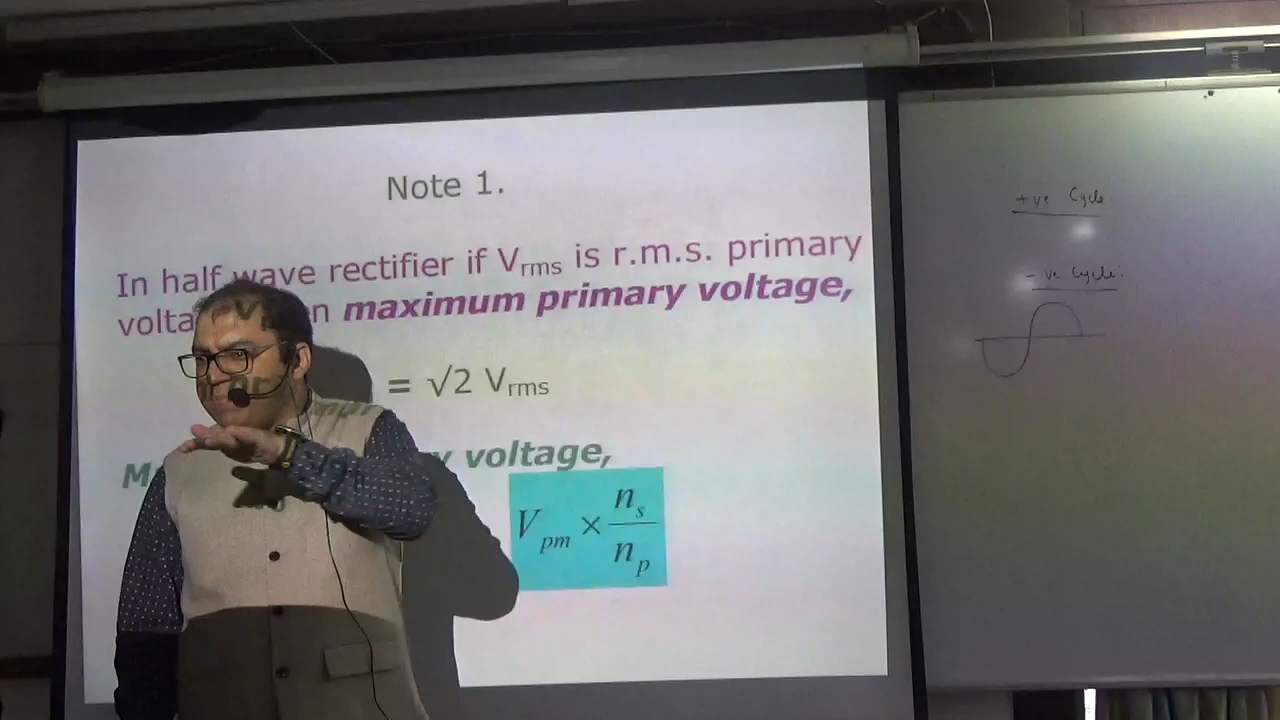 Note 1.
In half wave rectifier if Vrms is r.m.s. primary
maximum primary voltage,
= √2 Vrms
voltage,
Vpm × ns/np
+ve Cycle
-ve Cycle: